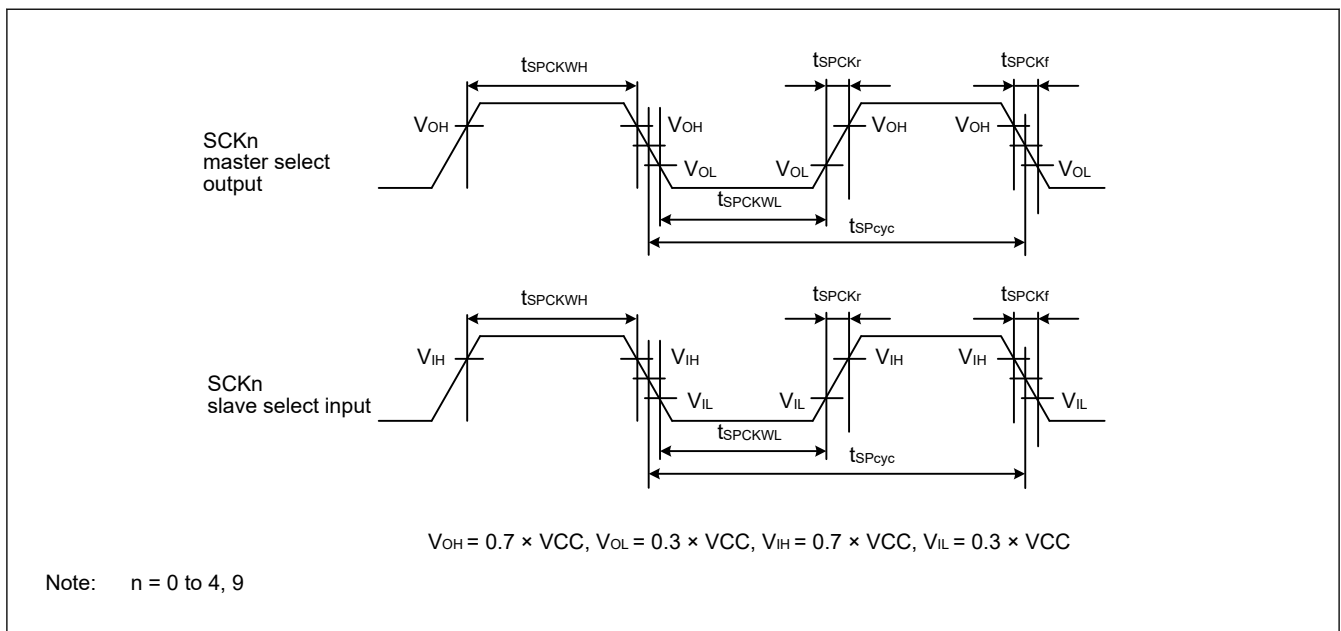 tSPCKWH tSPCKr tSPCKf
VOH VOH VOH VOH
SCKn
master select
output
VOL VOL VOL
tSPCKWL
tSPcyc
tSPCKWH tSPCKr tSPCKf
VIH VIH VIH VIH
SCKn
slave select input
VIL VIL VIL
tSPCKWL
tSPcyc
VOH = 0.7 × VCC, VOL = 0.3 × VCC, VIH = 0.7 × VCC, VIL = 0.3 × VCC
Note: n = 0 to 4, 9